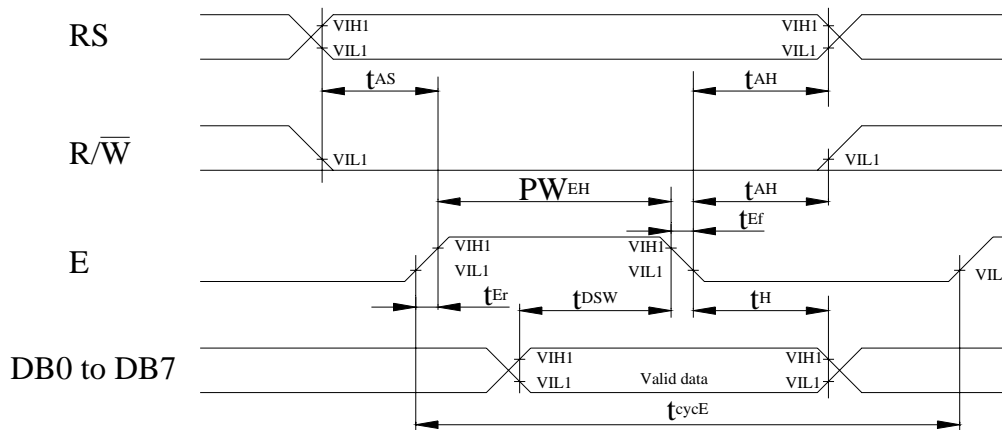 RS
VIH1
VIL1
VIH1
VIL1
tAS
tAH
R/W̅
VIL1
VIL1
PWEH
tAH
tEf
E
VIH1
VIL1
VIH1
VIL1
VIL
tEr
tDSW
tH
DB0 to DB7
VIH1
VIL1
Valid data
VIH1
VIL1
tcycE